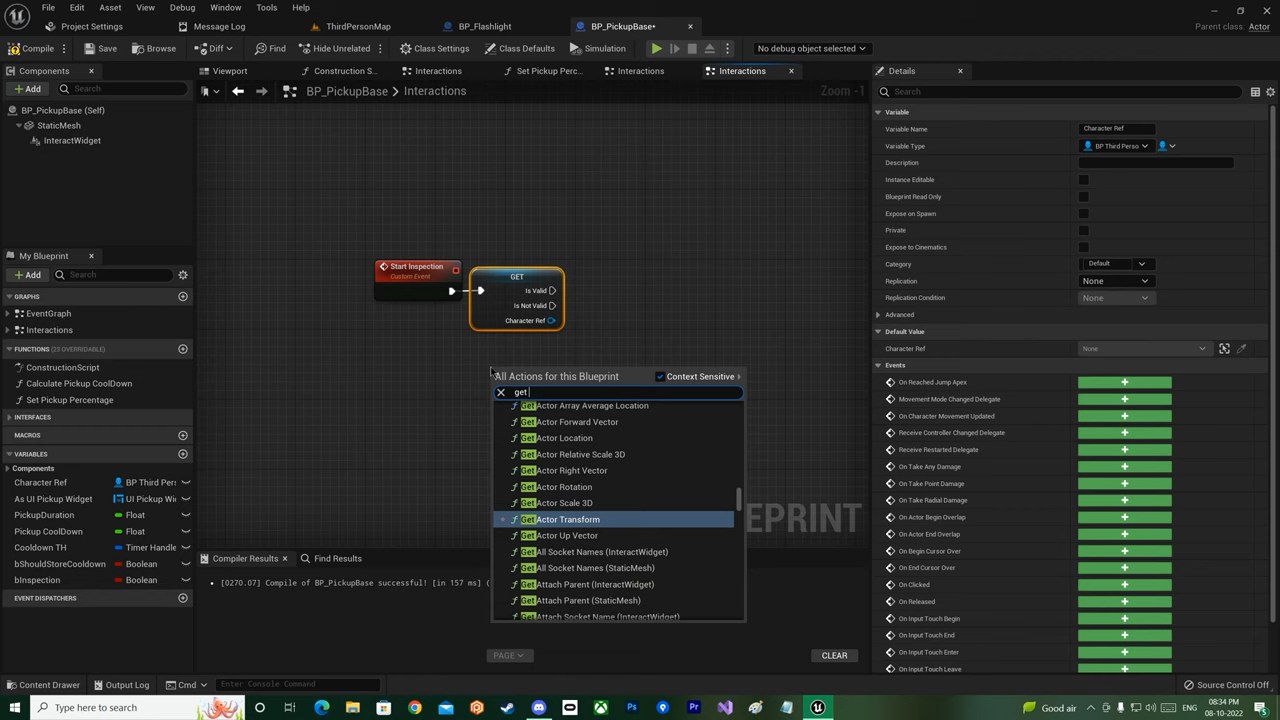 File Edit Asset View Debug Window Tools Help
Project Settings Message Log ThirdPersonMap BP_Flashlight BP_PickupBase• Parent class: Actor
Compile Save Browse Diff Find Hide Unrelated Class Settings Class Defaults Simulation No debug object selected
Components Viewport Construction S... Interactions Set Pickup Perc... Interactions Interactions Details
Add Search BP_PickupBase Interactions Zoom -1 Search
BP_PickupBase (Self)
StaticMesh
InteractWidget
Variable
Variable Name Character Ref
Variable Type BP Third Perso
Description
Instance Editable
Blueprint Read Only
Expose on Spawn
Private
Expose to Cinematics
Category Default
Replication None
Replication Condition None
Advanced
Default Value
Character Ref None
Events
On Reached Jump Apex
Movement Mode Changed Delegate
On Character Movement Updated
Receive Controller Changed Delegate
Receive Restarted Delegate
On Take Any Damage
On Take Point Damage
On Take Radial Damage
On Actor Begin Overlap
On Actor End Overlap
On Begin Cursor Over
On End Cursor Over
On Clicked
On Released
On Input Touch Begin
On Input Touch End
On Input Touch Enter
On Input Touch Leave
My Blueprint
Add Search
GRAPHS
EventGraph
Interactions
FUNCTIONS (23 OVERRIDABLE)
ConstructionScript
Calculate Pickup CoolDown
Set Pickup Percentage
INTERFACES
MACROS
VARIABLES
Components
Character Ref BP Third Pers
As UI Pickup Widget UI Pickup Wi
PickupDuration Float
Pickup CoolDown Float
Cooldown TH Timer Handle
bShouldStoreCooldown Boolean
bInspection Boolean
EVENT DISPATCHERS
Start Inspection
Custom Event
GET
Is Valid
Is Not Valid
Character Ref
All Actions for this Blueprint Context Sensitive
get
Get Actor Array Average Location
Get Actor Forward Vector
Get Actor Location
Get Actor Relative Scale 3D
Get Actor Right Vector
Get Actor Rotation
Get Actor Scale 3D
Get Actor Transform
Get Actor Up Vector
Get All Socket Names (InteractWidget)
Get All Socket Names (StaticMesh)
Get Attach Parent (InteractWidget)
Get Attach Parent (StaticMesh)
Get Attach Socket Name (InteractWidget)
EPRINT
Compiler Results Find Results
[0270.07] Compile of BP_PickupBase successful! [in 157 ms] (
PAGE CLEAR
Content Drawer Output Log Cmd Enter Console Command Source Control Off
Type here to search Good air 08:34 PM
08-10-2022